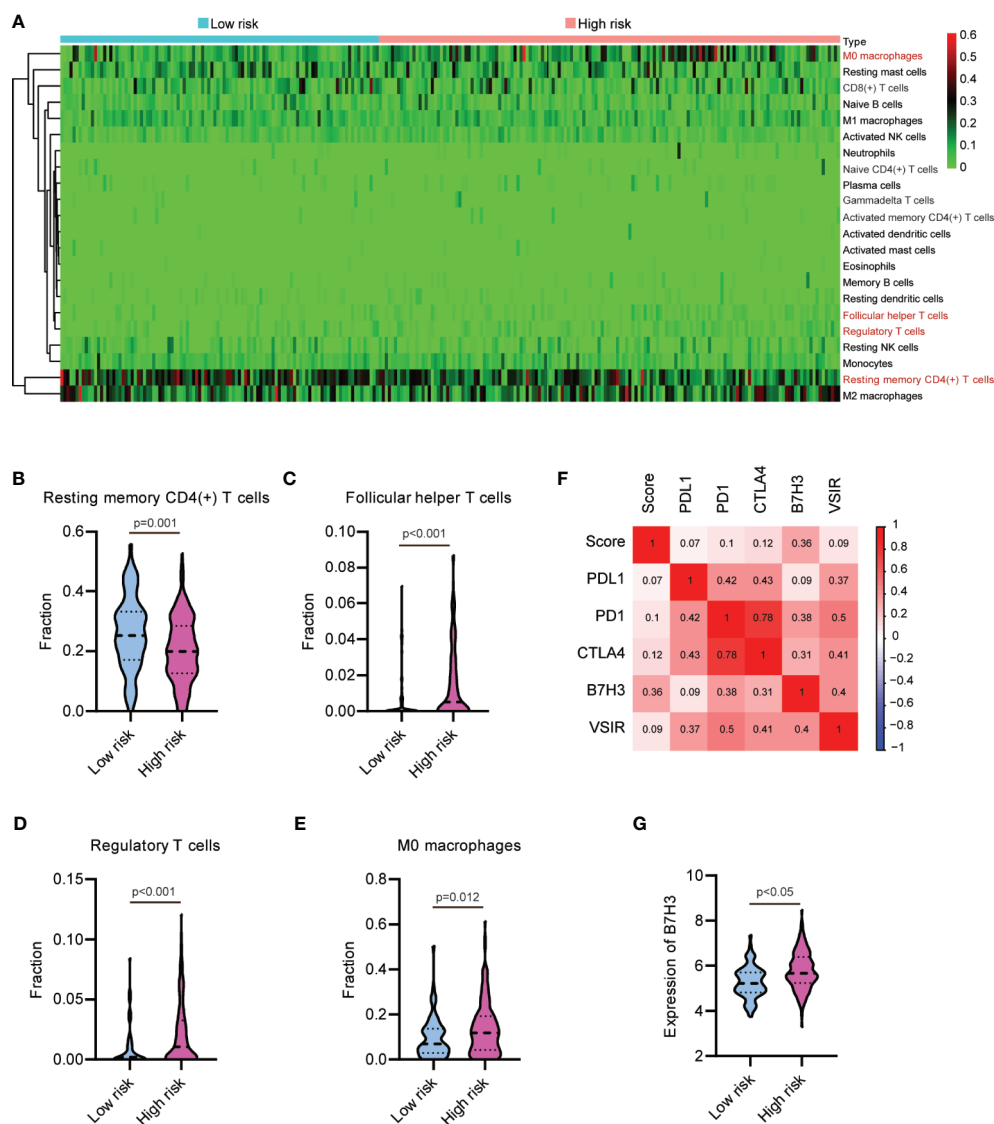 A
Low risk
High risk
Type
M0 macrophages
Resting mast cells
CD8(+) T cells
Naive B cells
M1 macrophages
Activated NK cells
Neutrophils
Naive CD4(+) T cells
Plasma cells
Gammadelta T cells
Activated memory CD4(+) T cells
Activated dendritic cells
Activated mast cells
Eosinophils
Memory B cells
Resting dendritic cells
Follicular helper T cells
Regulatory T cells
Resting NK cells
Monocytes
Resting memory CD4(+) T cells
M2 macrophages
0.6
0.5
0.4
0.3
0.2
0.1
0
B
Resting memory CD4(+) T cells
p=0.001
Fraction
0.6
0.4
0.2
0.0
Low risk
High risk
C
Follicular helper T cells
p<0.001
Fraction
0.10
0.08
0.06
0.04
0.02
0.00
Low risk
High risk
F
Score PDL1 PD1 CTLA4 B7H3 VSIR
Score 1 0.07 0.1 0.12 0.36 0.09
PDL1 0.07 1 0.42 0.43 0.09 0.37
PD1 0.1 0.42 1 0.78 0.38 0.5
CTLA4 0.12 0.43 0.78 1 0.31 0.41
B7H3 0.36 0.09 0.38 0.31 1 0.4
VSIR 0.09 0.37 0.5 0.41 0.4 1
1
0.8
0.6
0.4
0.2
0
−0.2
−0.4
−0.6
−0.8
−1
D
Regulatory T cells
p<0.001
Fraction
0.15
0.10
0.05
0.00
Low risk
High risk
E
M0 macrophages
p=0.012
Fraction
0.8
0.6
0.4
0.2
0.0
Low risk
High risk
G
p<0.05
Expression of B7H3
10
8
6
4
2
Low risk
High risk